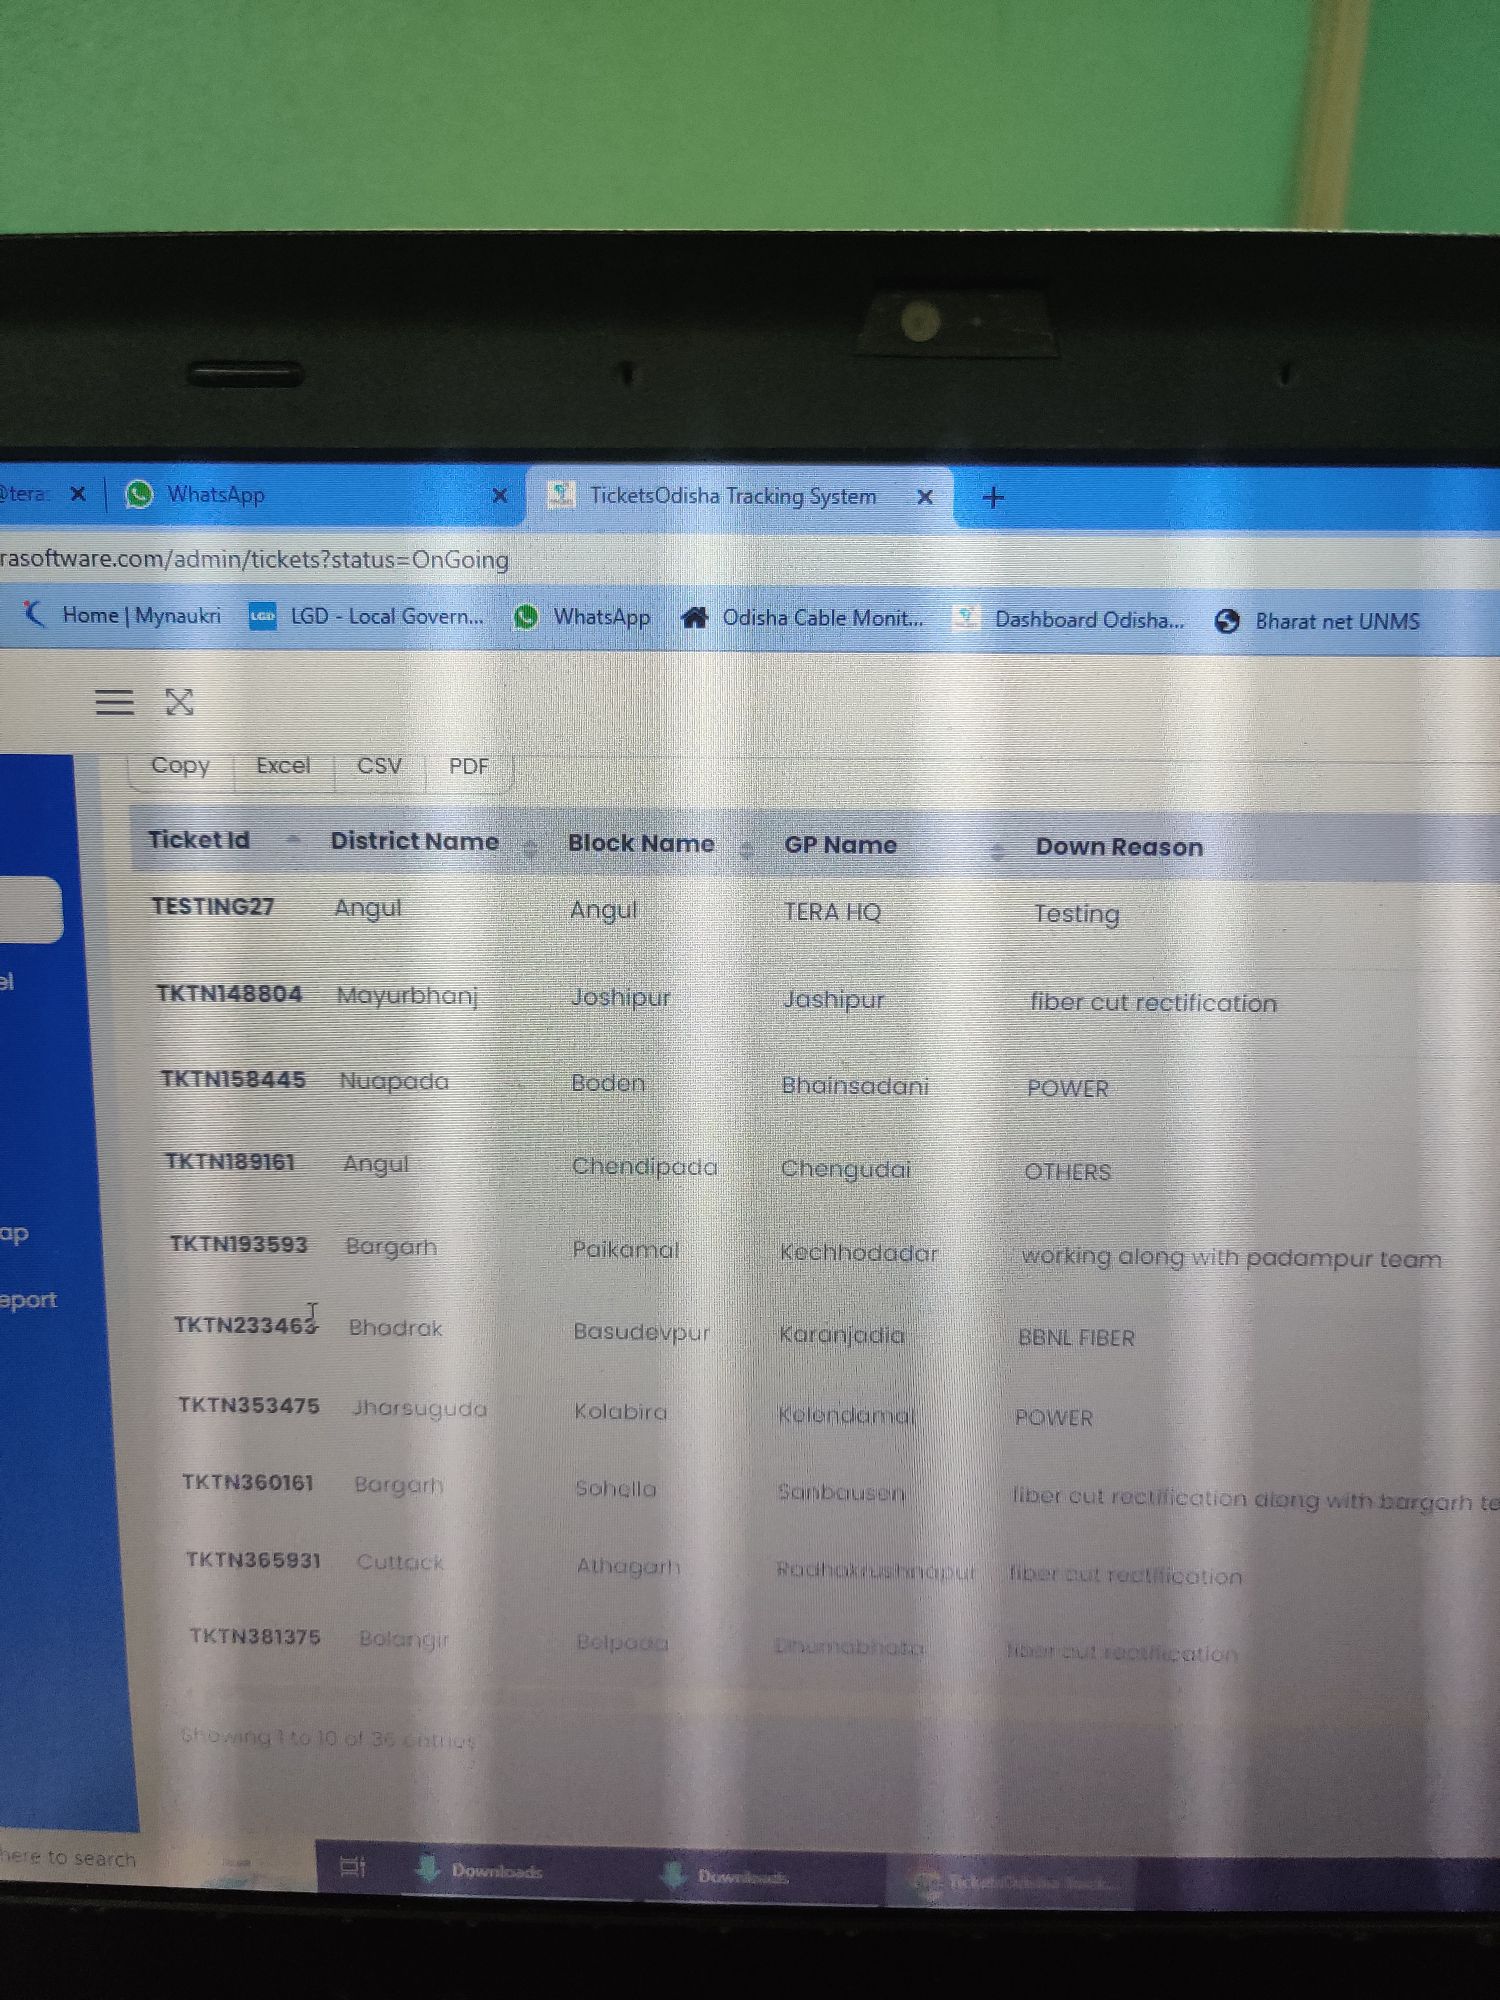 WhatsApp TicketsOdisha Tracking System
rasoftware.com/admin/tickets?status=OnGoing
Home | Mynaukri LGD - Local Govern... WhatsApp Odisha Cable Monit... Dashboard Odisha... Bharat net UNMS
Copy Excel CSV PDF
Ticket Id District Name Block Name GP Name Down Reason
TESTING27 Angul Angul TERA HQ Testing
el
TKTN148804 Mayurbhanj Joshipur Jashipur fiber cut rectification
TKTN158445 Nuapada Boden Bhainsadani POWER
TKTN189161 Angul Chendipada Chengudai OTHERS
ap
TKTN193593 Bargarh Paikamal Kechhodadar working along with padampur team
eport
TKTN233463 Bhadrak Basudevpur Karanjadia BBNL FIBER
TKTN353475 Jharsuguda Kolabira Kelendamal POWER
TKTN360161 Bargarh Sohella Sanbausen fiber cut rectification along with bargarh te
TKTN365931 Cuttack Athagarh Radhakrushnapur fiber cut rectification
TKTN381375 Bolangir Belpada fiber cut rectification
Showing 1 to 10 of 36 entries
here to search Downloads Downloads